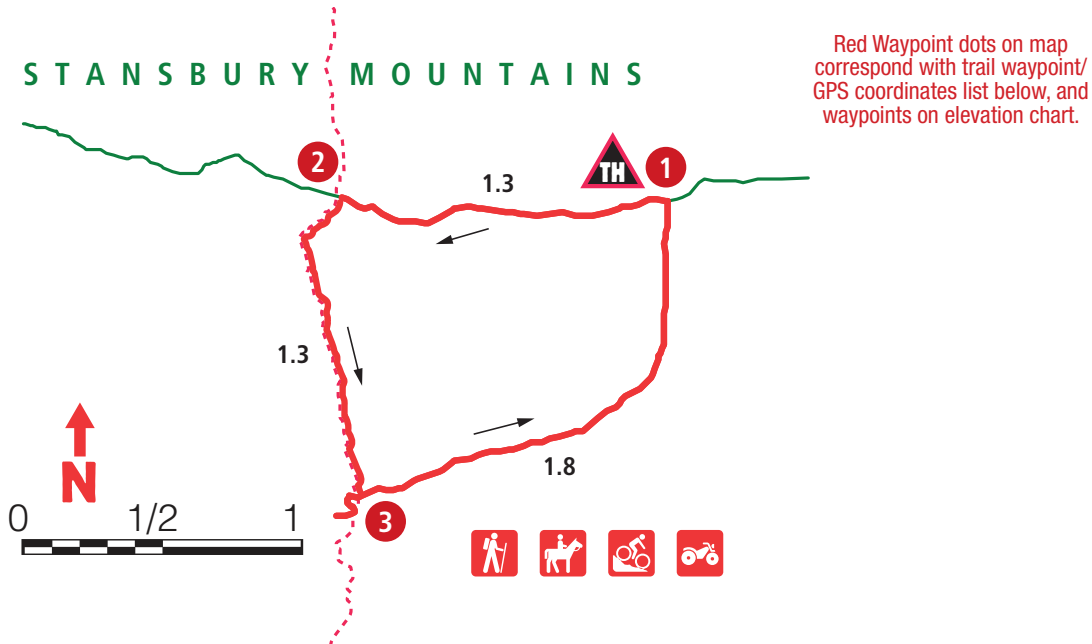 STANSBURY MOUNTAINS
Red Waypoint dots on map
correspond with trail waypoint/
GPS coordinates list below, and
waypoints on elevation chart.
2
TH
1
1.3
1.3
N
1.8
0 1/2 1
3